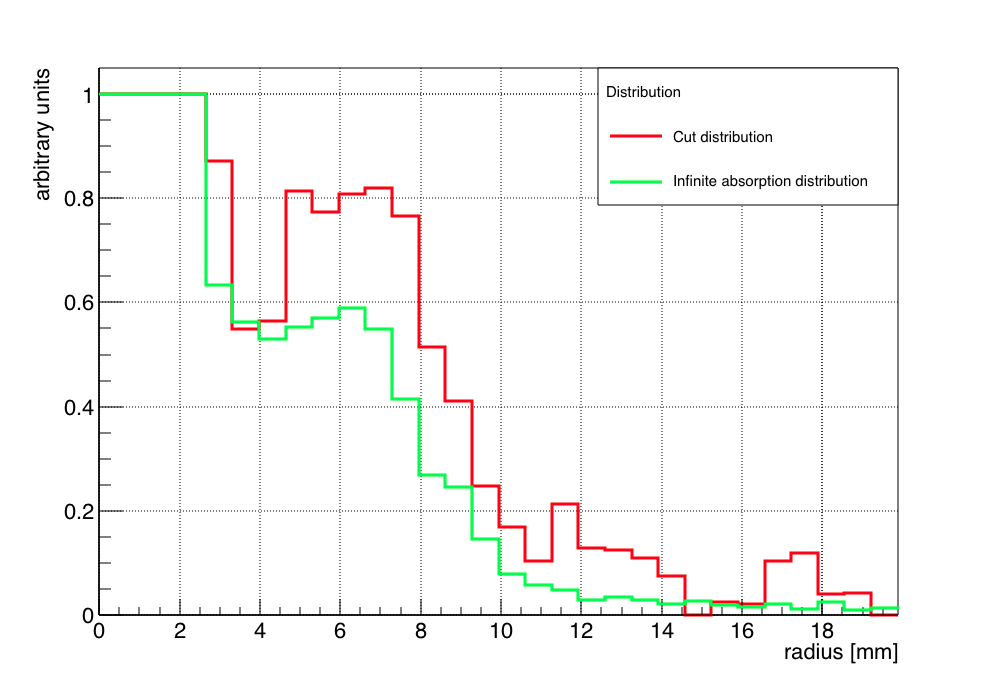 arbitrary units
1
0.8
0.6
0.4
0.2
0
0 2 4 6 8 10 12 14 16 18
radius [mm]
Distribution
Cut distribution
Infinite absorption distribution